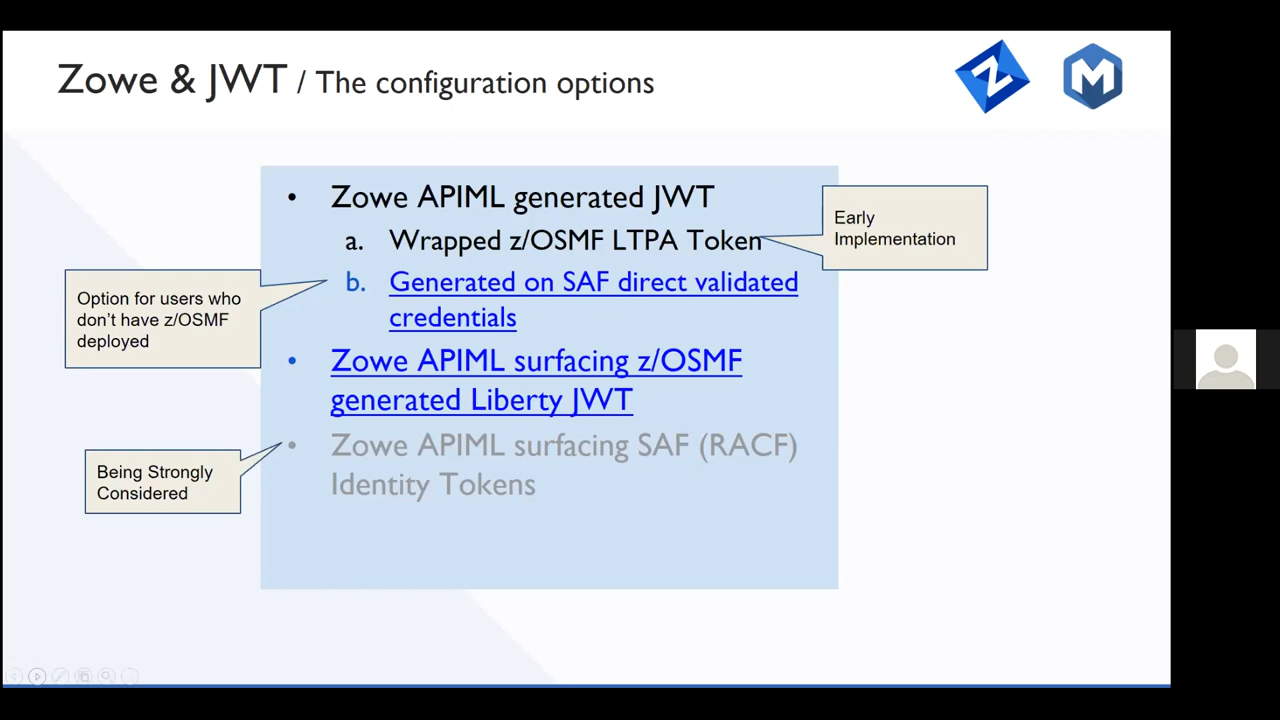 Zowe & JWT / The configuration options
• Zowe APIML generated JWT
a. Wrapped z/OSMF LTPA Token
Early
Implementation
b. Generated on SAF direct validated
credentials
Option for users who
don't have z/OSMF
deployed
• Zowe APIML surfacing z/OSMF
generated Liberty JWT
• Zowe APIML surfacing SAF (RACF)
Identity Tokens
Being Strongly
Considered
Z
M